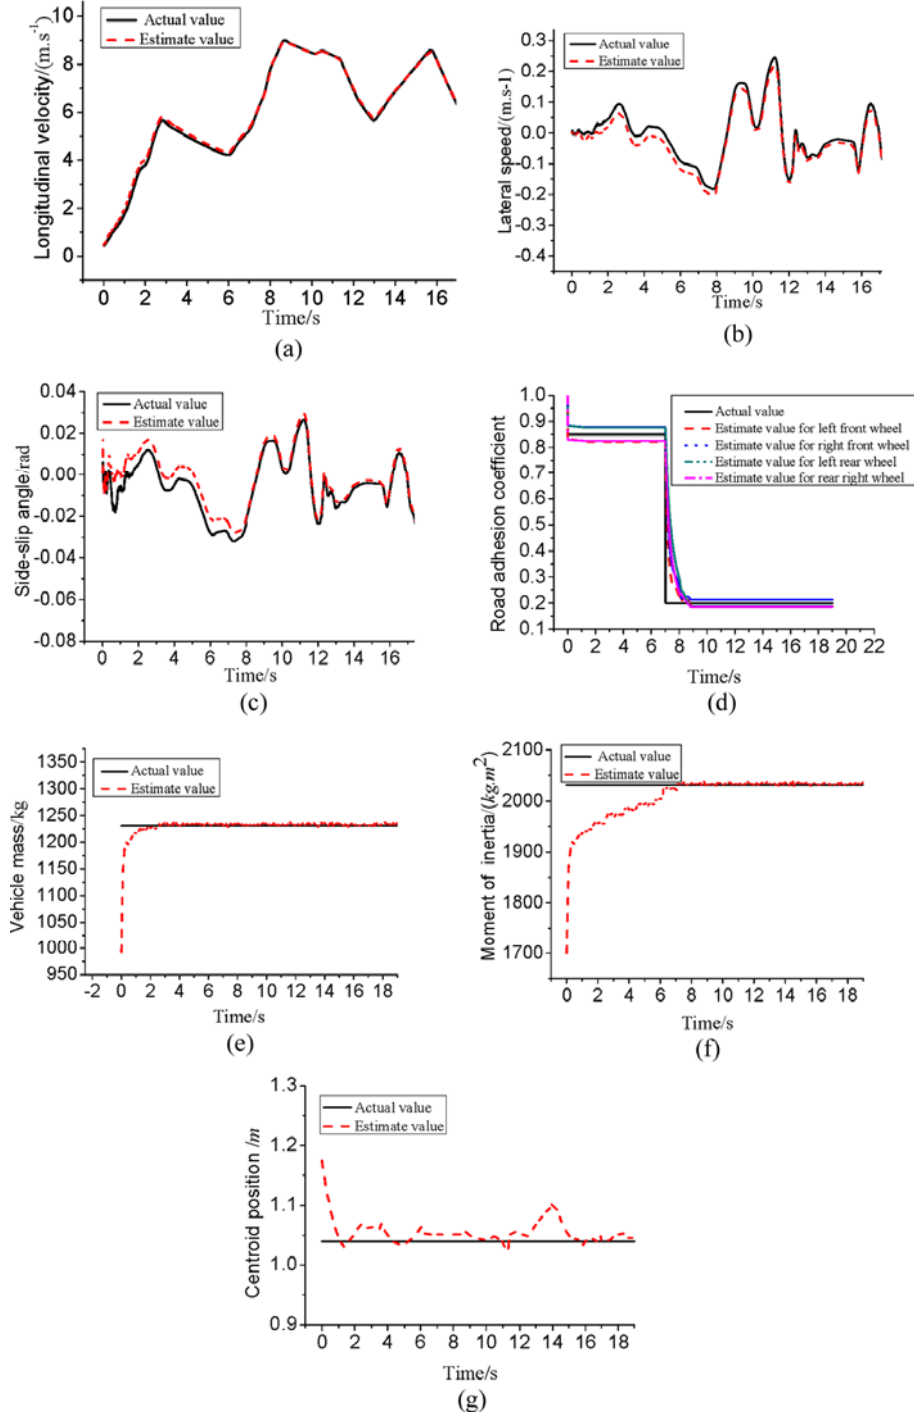 Actual value
Estimate value
Longitudinal velocity/(m.s⁻¹)
10
8
6
4
2
0
0 2 4 6 8 10 12 14 16
Time/s
(a)
Actual value
Estimate value
Lateral speed/(m.s-1)
0.4
0.3
0.2
0.1
0.0
-0.1
-0.2
-0.3
-0.4
0 2 4 6 8 10 12 14 16
Time/s
(b)
Actual value
Estimate value
Side-slip angle/rad
0.04
0.02
0.00
-0.02
-0.04
-0.06
-0.08
0 2 4 6 8 10 12 14 16
Time/s
(c)
Actual value
Estimate value for left front wheel
Estimate value for right front wheel
Estimate value for left rear wheel
Estimate value for rear right wheel
Road adhesion coefficient
1.0
0.9
0.8
0.7
0.6
0.5
0.4
0.3
0.2
0.1
0 2 4 6 8 10 12 14 16 18 20 22
Time/s
(d)
Actual value
Estimate value
Vehicle mass/kg
1350
1300
1250
1200
1150
1100
1050
1000
950
-2 0 2 4 6 8 10 12 14 16 18
Time/s
(e)
Actual value
Estimate value
Moment of inertia/(kg.m²)
2100
2000
1900
1800
1700
0 2 4 6 8 10 12 14 16 18
Time/s
(f)
Actual value
Estimate value
Centroid position /m
1.3
1.2
1.1
1.0
0.9
0 2 4 6 8 10 12 14 16 18
Time/s
(g)